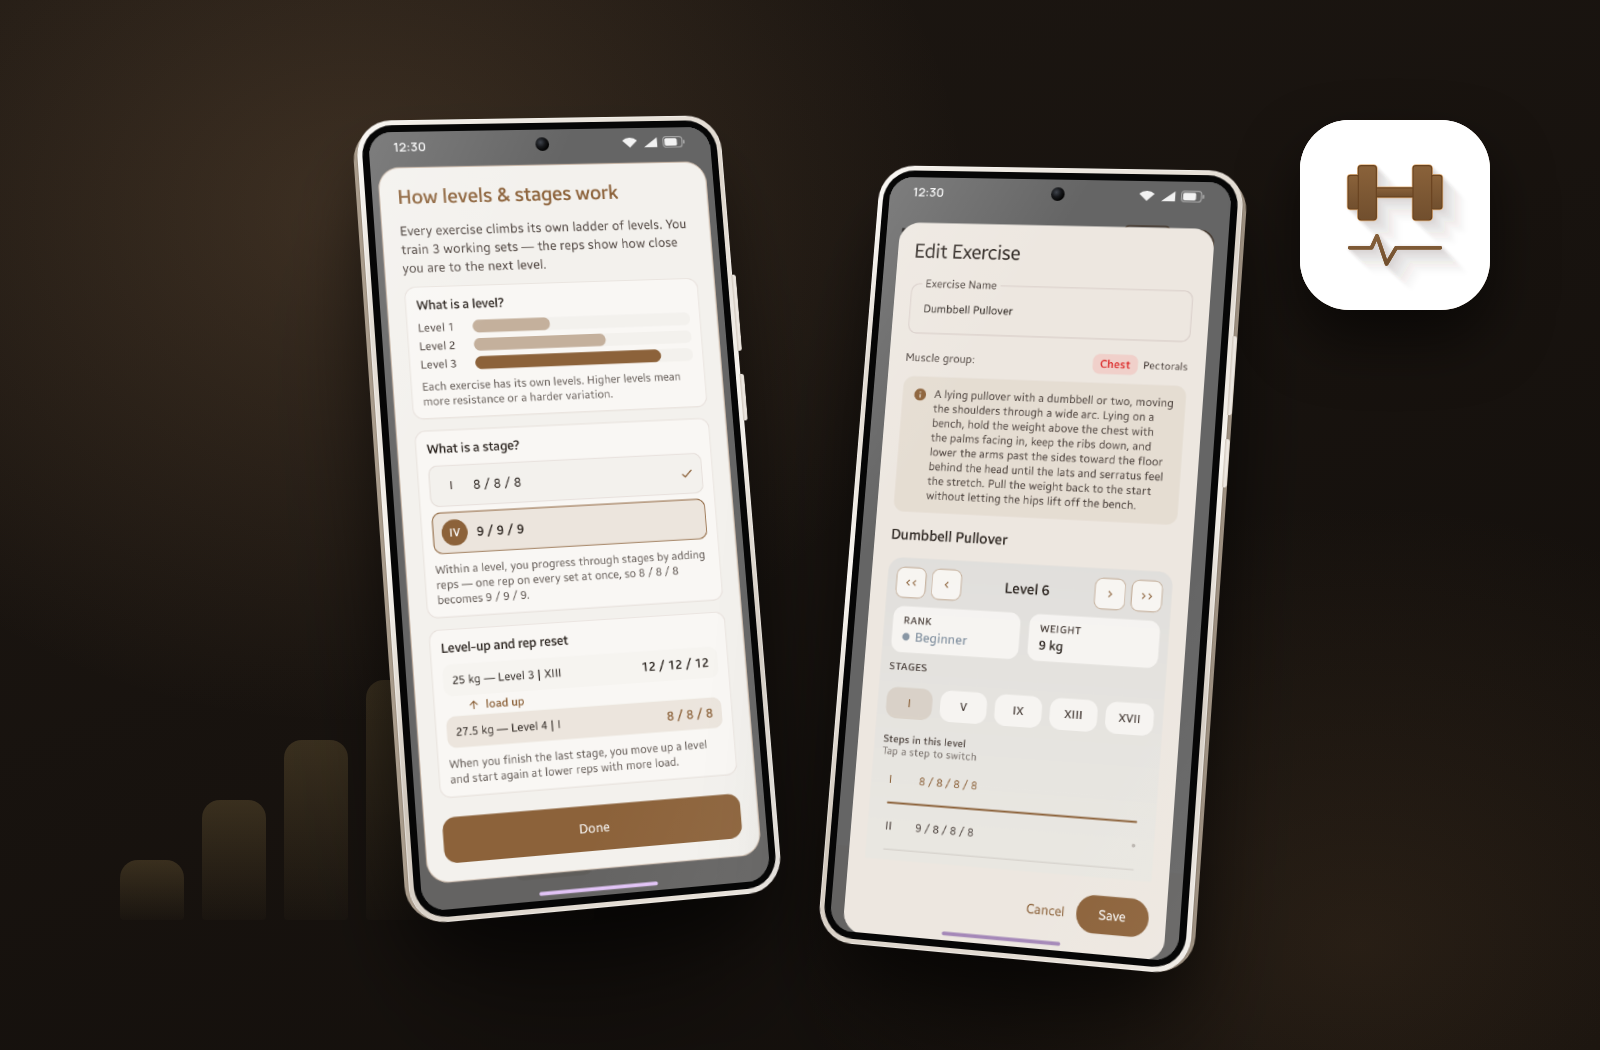 12:30
How levels & stages work
Every exercise climbs its own ladder of levels. You
train 3 working sets — the reps show how close
you are to the next level.
What is a level?
Level 1
Level 2
Level 3
Each exercise has its own levels. Higher levels mean
more resistance or a harder variation.
What is a stage?
I 8 / 8 / 8
IV 9 / 9 / 9
Within a level, you progress through stages by adding
reps — one rep on every set at once, so 8 / 8 / 8
becomes 9 / 9 / 9.
Level-up and rep reset
25 kg — Level 3 | XIII 12 / 12 / 12
load up
27.5 kg — Level 4 | I 8 / 8 / 8
When you finish the last stage, you move up a level
and start again at lower reps with more load.
Done
12:30
Edit Exercise
Exercise Name
Dumbbell Pullover
Muscle group: Chest Pectorals
A lying pullover with a dumbbell or two, moving
the shoulders through a wide arc. Lying on a
bench, hold the weight above the chest with
the palms facing in, keep the ribs down, and
lower the arms past the sides toward the floor
behind the head until the lats and serratus feel
the stretch. Pull the weight back to the start
without letting the hips lift off the bench.
Dumbbell Pullover
Level 6
RANK WEIGHT
Beginner 9 kg
STAGES
I V IX XIII XVII
Steps in this level
Tap a step to switch
I 8 / 8 / 8 / 8
II 9 / 8 / 8 / 8
Cancel Save